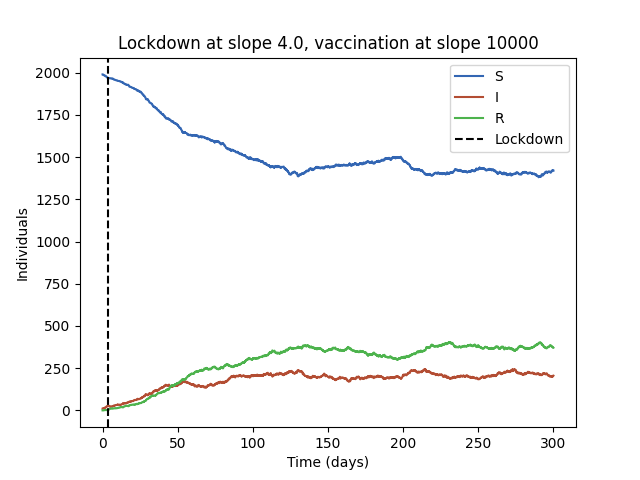 Lockdown at slope 4.0, vaccination at slope 10000
S
I
R
Lockdown
Individuals
2000
1750
1500
1250
1000
750
500
250
0
0 50 100 150 200 250 300
Time (days)